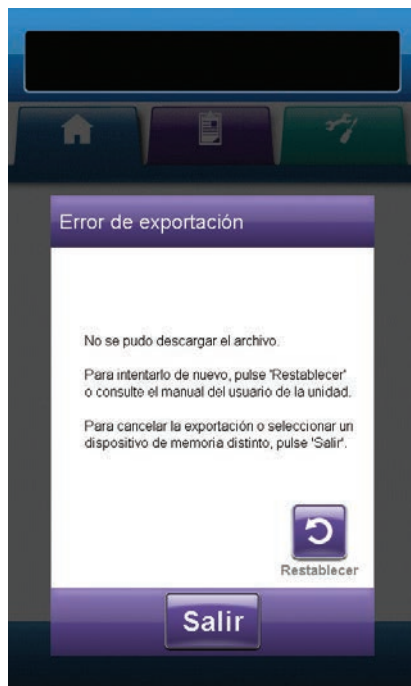 Error de exportación
No se pudo descargar el archivo.
Para intentarlo de nuevo, pulse 'Restablecer'
o consulte el manual del usuario de la unidad.
Para cancelar la exportación o seleccionar un
dispositivo de memoria distinto, pulse 'Salir'.
Restablecer
Salir